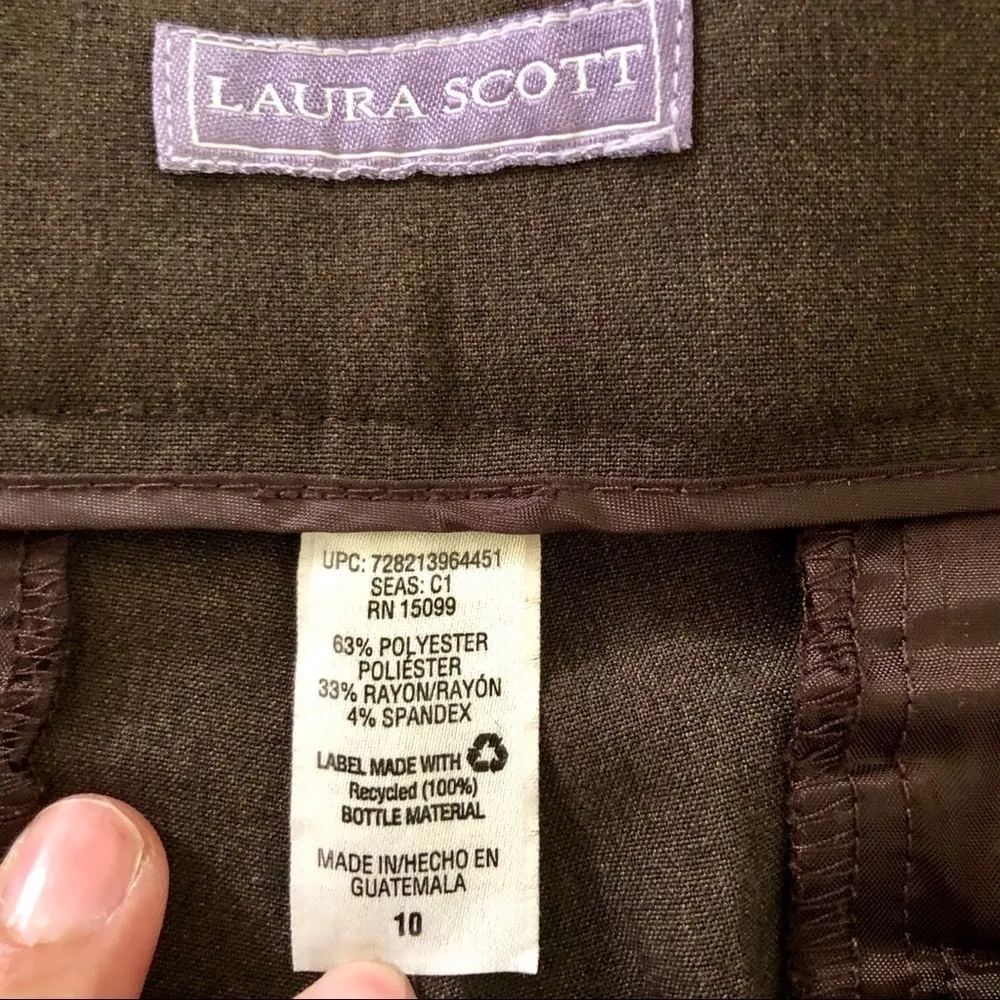 LAURA SCOTT
UPC: 728213964451
SEAS: C1
RN 15099
63% POLYESTER
POLIÉSTER
33% RAYON/RAYÓN
4% SPANDEX
LABEL MADE WITH
Recycled (100%)
BOTTLE MATERIAL
MADE IN/HECHO EN
GUATEMALA
10